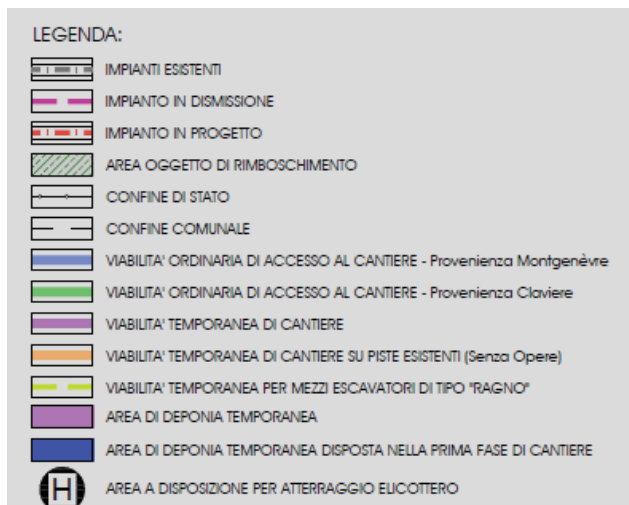 LEGENDA:
IMPIANTI ESISTENTI
IMPIANTO IN DISMISSIONE
IMPIANTO IN PROGETTO
AREA OGGETTO DI RIMBOSCHIMENTO
CONFINE DI STATO
CONFINE COMUNALE
VIABILITA' ORDINARIA DI ACCESSO AL CANTIERE - Provenienza Montgenèvre
VIABILITA' ORDINARIA DI ACCESSO AL CANTIERE - Provenienza Claviere
VIABILITA' TEMPORANEA DI CANTIERE
VIABILITA' TEMPORANEA DI CANTIERE SU PISTE ESISTENTI (Senza Opere)
VIABILITA' TEMPORANEA PER MEZZI ESCAVATORI DI TIPO "RAGNO"
AREA DI DEPONIA TEMPORANEA
AREA DI DEPONIA TEMPORANEA DISPOSTA NELLA PRIMA FASE DI CANTIERE
H AREA A DISPOSIZIONE PER ATTERRAGGIO ELICOTTERO